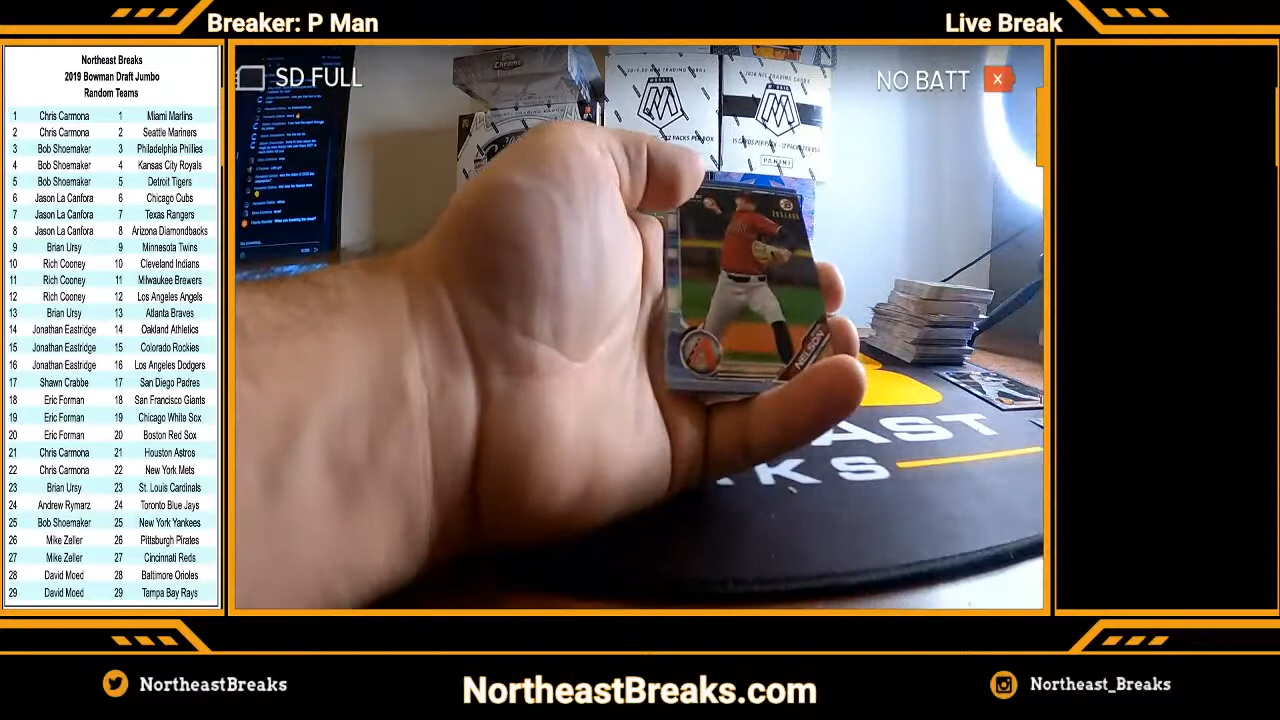 Breaker: P Man
Live Break
Northeast Breaks
2019 Bowman Draft Jumbo
Random Teams
1 Chris Carmona 1 Miami Marlins
2 Chris Carmona 2 Seattle Mariners
3 Bob Shoemaker 3 Philadelphia Phillies
4 Bob Shoemaker 4 Kansas City Royals
5 Bob Shoemaker 5 Detroit Tigers
6 Jason La Canfora 6 Chicago Cubs
7 Jason La Canfora 7 Texas Rangers
8 Jason La Canfora 8 Arizona Diamondbacks
9 Brian Ursy 9 Minnesota Twins
10 Rich Cooney 10 Cleveland Indians
11 Rich Cooney 11 Milwaukee Brewers
12 Rich Cooney 12 Los Angeles Angels
13 Brian Ursy 13 Atlanta Braves
14 Jonathan Eastridge 14 Oakland Athletics
15 Jonathan Eastridge 15 Colorado Rockies
16 Jonathan Eastridge 16 Los Angeles Dodgers
17 Shawn Crabbe 17 San Diego Padres
18 Eric Forman 18 San Francisco Giants
19 Eric Forman 19 Chicago White Sox
20 Eric Forman 20 Boston Red Sox
21 Chris Carmona 21 Houston Astros
22 Chris Carmona 22 New York Mets
23 Brian Ursy 23 St. Louis Cardinals
24 Andrew Rymarz 24 Toronto Blue Jays
25 Bob Shoemaker 25 New York Yankees
26 Mike Zeller 26 Pittsburgh Pirates
27 Mike Zeller 27 Cincinnati Reds
28 David Moed 28 Baltimore Orioles
29 David Moed 29 Tampa Bay Rays
SD FULL
NO BATT
MOSAIC
MOSAIC
PANINI
NELSON
AST
KS
NortheastBreaks
NortheastBreaks.com
Northeast_Breaks